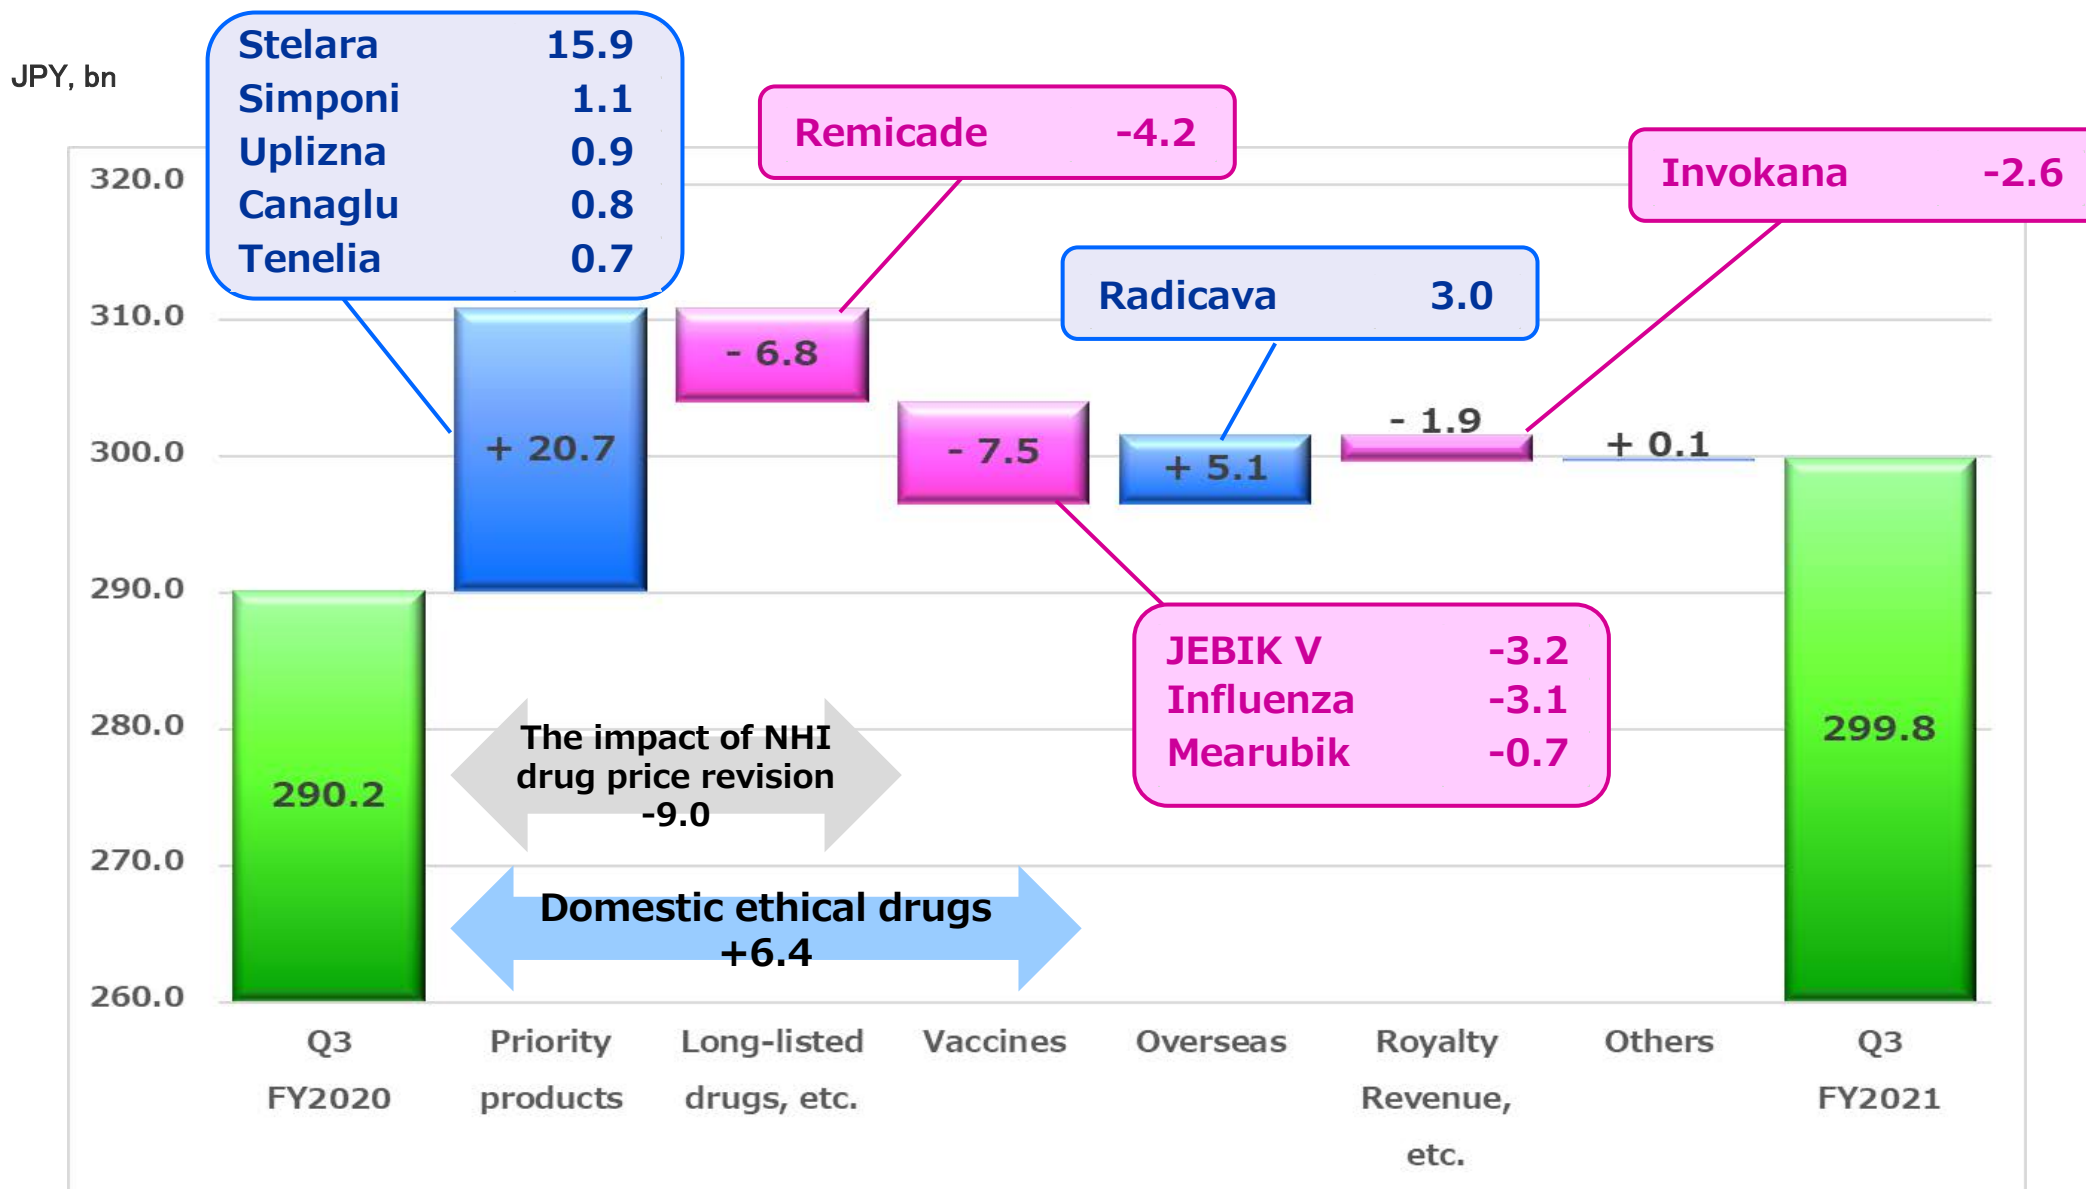 JPY, bn
Stelara 15.9
Simponi 1.1
Uplizna 0.9
Canaglu 0.8
Tenelia 0.7
Remicade -4.2
Invokana -2.6
Radicava 3.0
320.0
310.0
300.0
290.0
280.0
270.0
260.0
290.2
+ 20.7
- 6.8
- 7.5
+ 5.1
- 1.9
+ 0.1
299.8
JEBIK V -3.2
Influenza -3.1
Mearubik -0.7
The impact of NHI
drug price revision
-9.0
Domestic ethical drugs
+6.4
Q3
FY2020
Priority
products
Long-listed
drugs, etc.
Vaccines
Overseas
Royalty
Revenue,
etc.
Others
Q3
FY2021